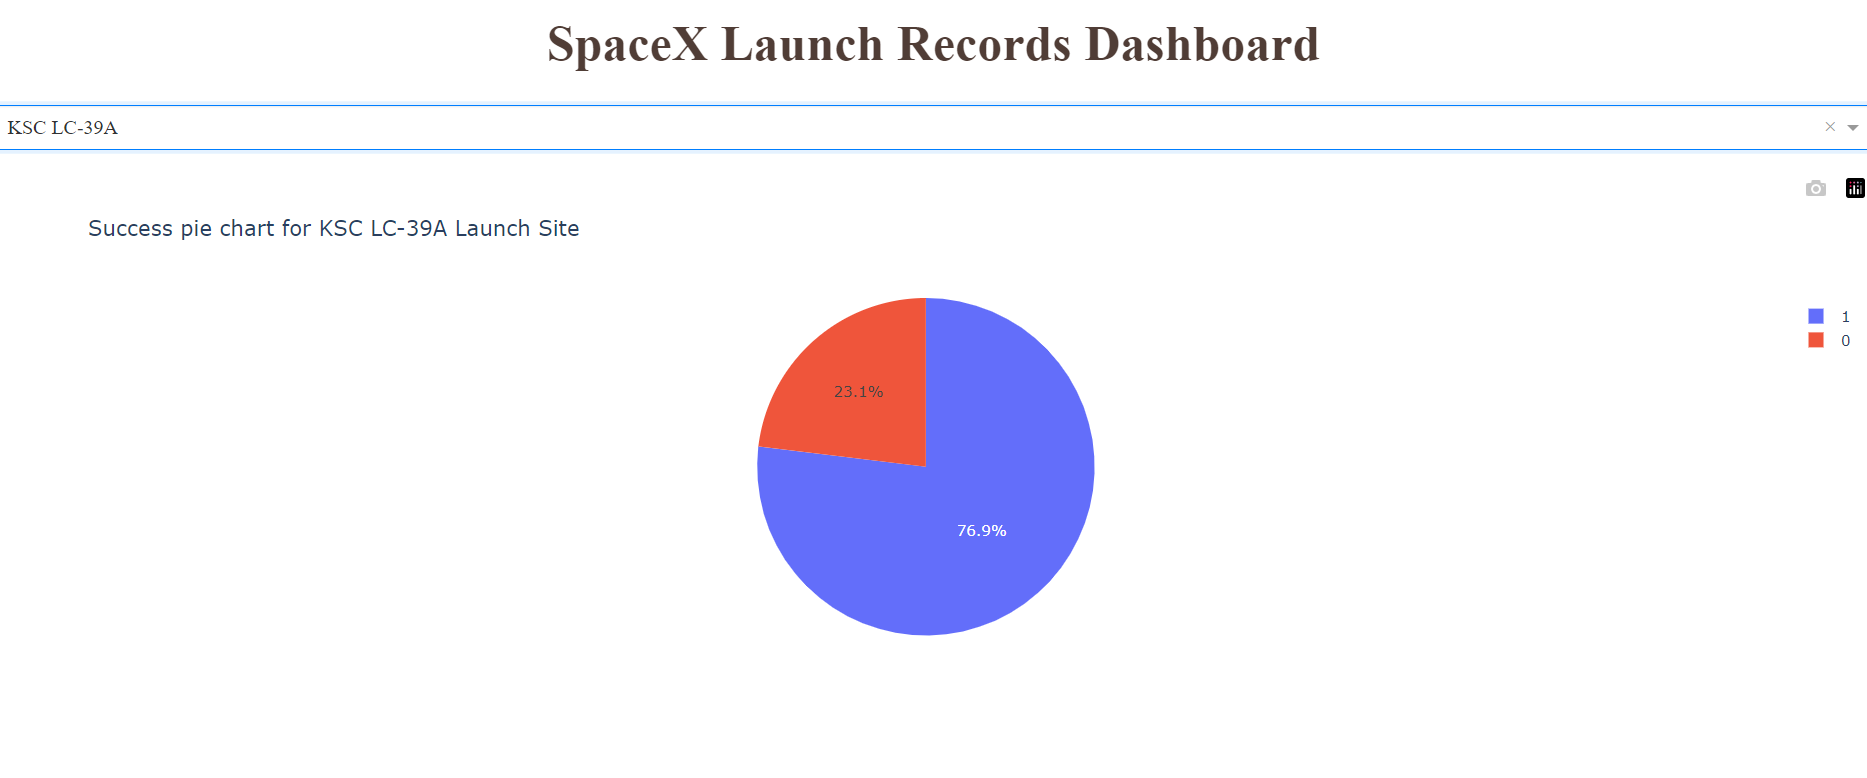 SpaceX Launch Records Dashboard
KSC LC-39A
Success pie chart for KSC LC-39A Launch Site
1
0
23.1%
76.9%